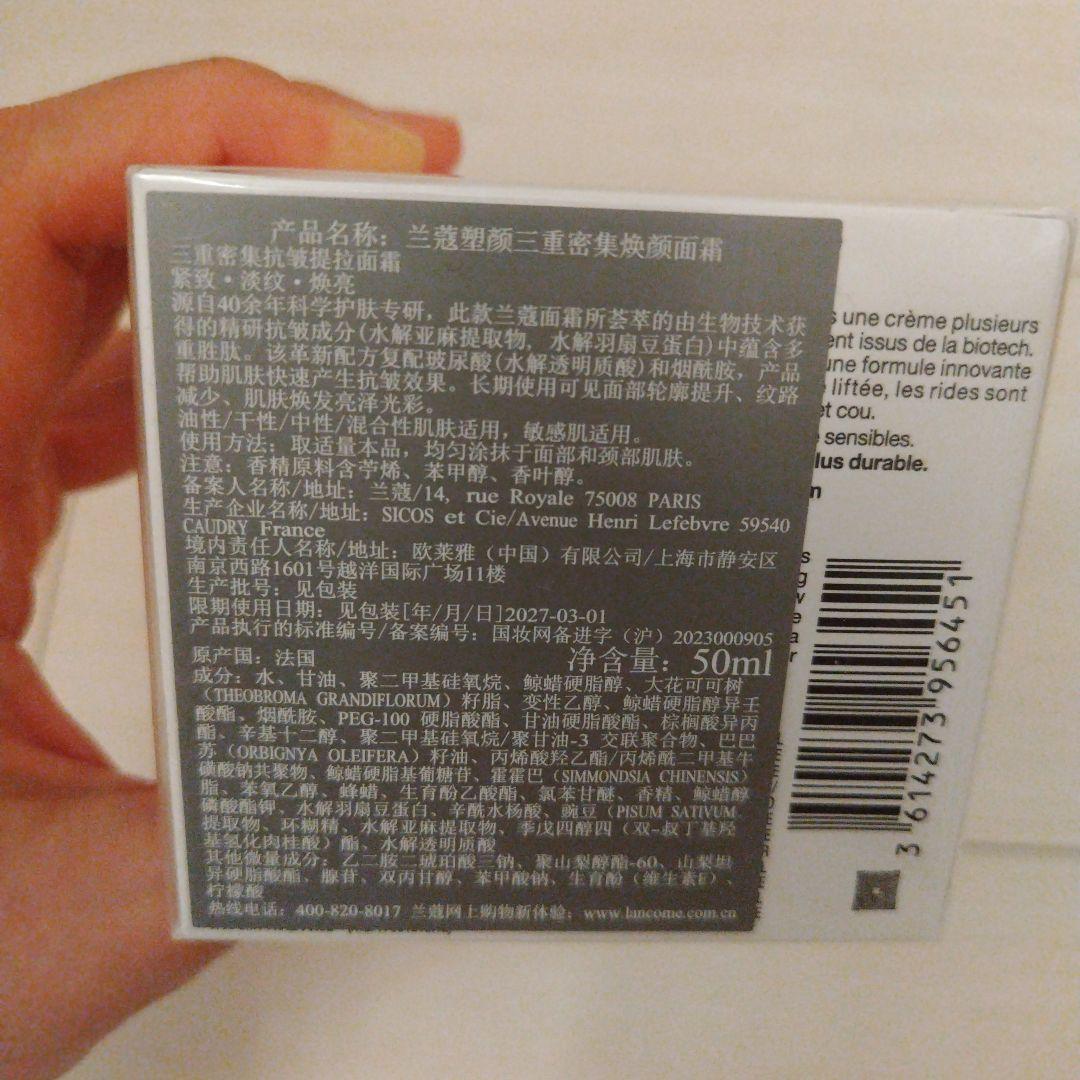 产品名称：兰蔻塑颜三重密集焕颜面霜
三重密集抗皱提拉面霜
紧致·淡纹·焕亮
源自40余年科学护肤专研，此款兰蔻面霜所荟萃的由生物技术获
得的精研抗皱成分(水解亚麻提取物，水解羽扇豆蛋白)中蕴含多
重胜肽。该革新配方复配玻尿酸(水解透明质酸)和烟酰胺，产品
帮助肌肤快速产生抗皱效果。长期使用可见面部轮廓提升、纹路
减少、肌肤焕发亮泽光彩。
油性/干性/中性/混合性肌肤适用，敏感肌适用。
使用方法：取适量本品，均匀涂抹于面部和颈部肌肤。
注意：香精原料含苧烯、苯甲醇、香叶醇。
备案人名称/地址：兰蔻/14, rue Royale 75008 PARIS
生产企业名称/地址：SICOS et Cie/Avenue Henri Lefebvre 59540
CAUDRY France
境内责任人名称/地址：欧莱雅（中国）有限公司/上海市静安区
南京西路1601号越洋国际广场11楼
生产批号：见包装
限期使用日期：见包装[年/月/日]2027-03-01
产品执行的标准编号/备案编号：国妆网备进字（沪）2023000905
原产国：法国 净含量：50ml
成分：水、甘油、聚二甲基硅氧烷、鲸蜡硬脂醇、大花可可树
（THEOBROMA GRANDIFLORUM）籽脂、变性乙醇、鲸蜡硬脂醇异壬
酸酯、烟酰胺、PEG-100 硬脂酸酯、甘油硬脂酸酯、棕榈酸异丙
酯、辛基十二醇、聚二甲基硅氧烷/聚甘油-3 交联聚合物、巴巴
苏（ORBIGNYA OLEIFERA）籽油、丙烯酸羟乙酯/丙烯酰二甲基牛
磺酸钠共聚物、鲸蜡硬脂基葡糖苷、霍霍巴（SIMMONDSIA CHINENSIS）
脂、苯氧乙醇、蜂蜡、生育酚乙酸酯、氯苯甘醚、香精、鲸蜡醇
磷酸酯钾、水解羽扇豆蛋白、辛酰水杨酸、豌豆（PISUM SATIVUM
提取物、环糊精、水解亚麻提取物、季戊四醇四（双-叔丁基羟
基氢化肉桂酸）酯、水解透明质酸
其他微量成分：乙二胺二琥珀酸三钠、聚山梨醇酯-60、山梨坦
异硬脂酸酯、腺苷、双丙甘醇、苯甲酸钠、生育酚（维生素E）、
柠檬酸
热线电话：400-820-8017 兰蔻网上购物新体验：www.lancome.com.cn
s une crème plusieurs
ent issus de la biotech.
une formule innovante
liftée, les rides sont
et cou.
sensibles.
lus durable.
3 614273 956451